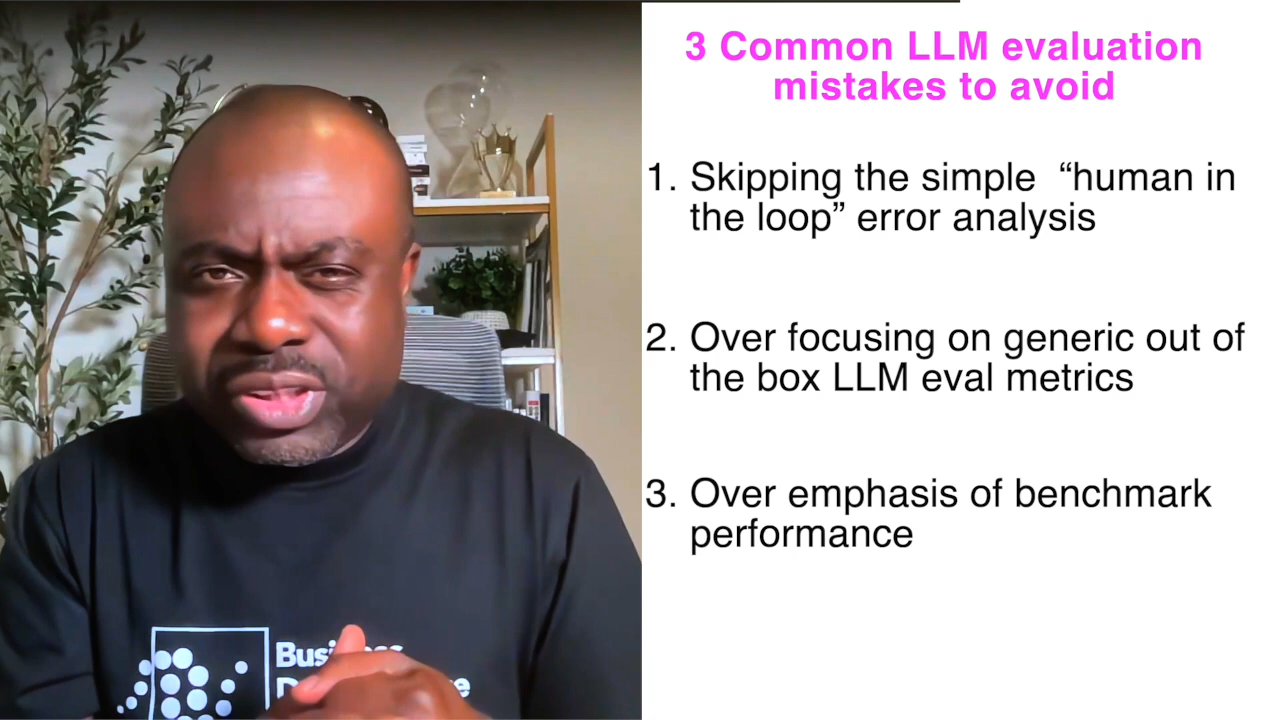 3 Common LLM evaluation
mistakes to avoid
1. Skipping the simple “human in
the loop” error analysis
2. Over focusing on generic out of
the box LLM eval metrics
3. Over emphasis of benchmark
performance